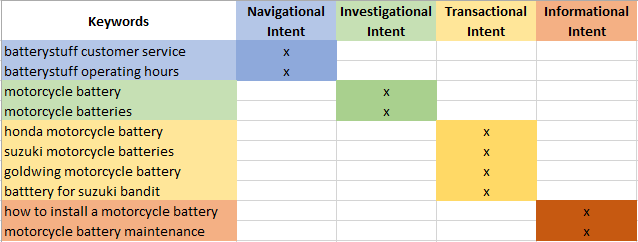 Keywords Navigational Intent Investigational Intent Transactional Intent Informational Intent
batterystuff customer service x
batterystuff operating hours x
motorcycle battery x
motorcycle batteries x
honda motorcycle battery x
suzuki motorcycle batteries x
goldwing motorcycle battery x
batttery for suzuki bandit x
how to install a motorcycle battery x
motorcycle battery maintenance x